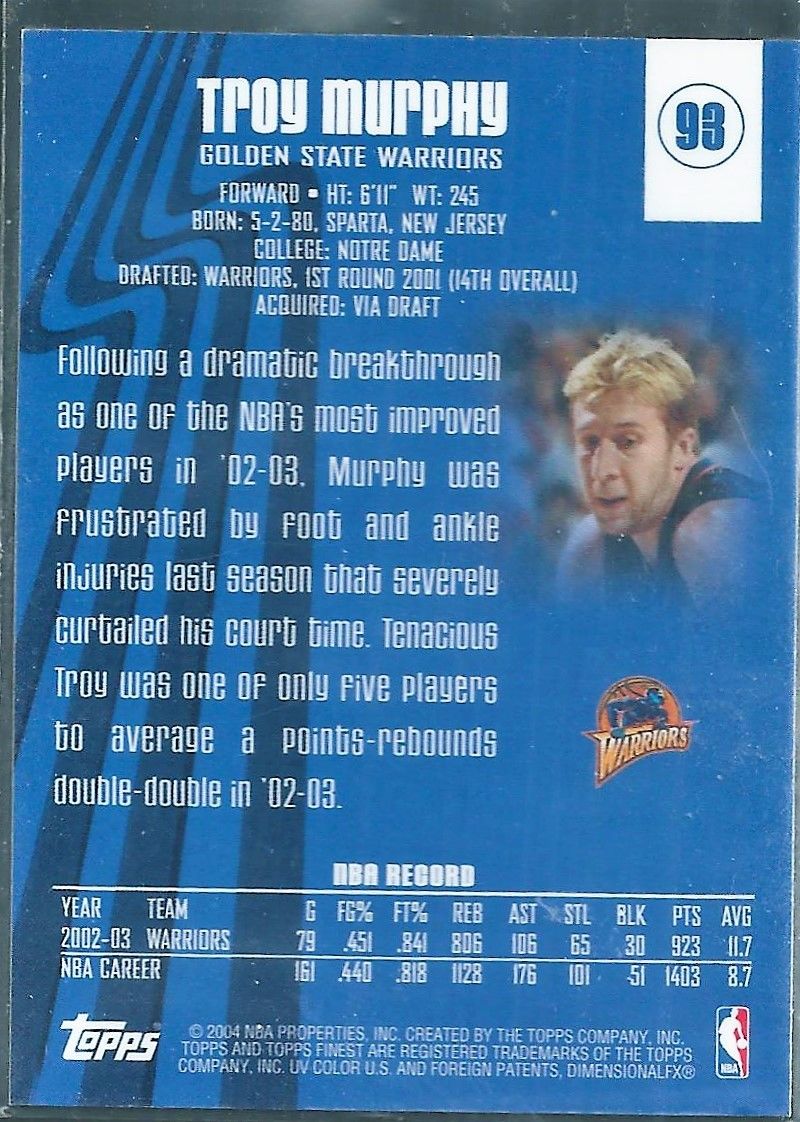 Troy Murphy
93
GOLDEN STATE WARRIORS
FORWARD • HT: 6'11" WT: 245
BORN: 5-2-80, SPARTA, NEW JERSEY
COLLEGE: NOTRE DAME
DRAFTED: WARRIORS, 1ST ROUND 2001 (14TH OVERALL)
ACQUIRED: VIA DRAFT
Following a dramatic breakthrough
as one of the NBA's most improved
players in '02-03, Murphy was
frustrated by foot and ankle
injuries last season that severely
curtailed his court time. Tenacious
Troy was one of only five players
to average a points-rebounds
double-double in '02-03.
WARRIORS
NBA RECORD
YEAR TEAM G FG% FT% REB AST STL BLK PTS AVG
2002-03 WARRIORS 79 .451 .841 806 106 65 30 923 11.7
NBA CAREER 161 .440 .818 1128 176 101 51 1403 8.7
topps
© 2004 NBA PROPERTIES, INC. CREATED BY THE TOPPS COMPANY, INC.
TOPPS AND TOPPS FINEST ARE REGISTERED TRADEMARKS OF THE TOPPS
COMPANY, INC. UV COLOR U.S. AND FOREIGN PATENTS, DIMENSIONALFX®
NBA